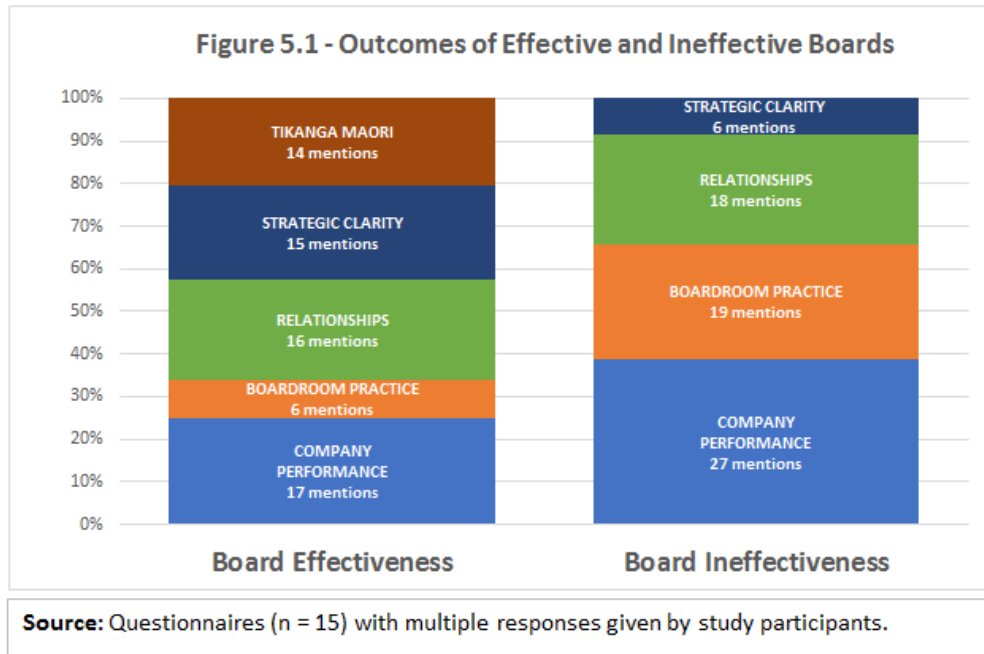 Figure 5.1 - Outcomes of Effective and Ineffective Boards
100%
90%
80%
70%
60%
50%
40%
30%
20%
10%
0%
TIKANGA MAORI
14 mentions
STRATEGIC CLARITY
15 mentions
RELATIONSHIPS
16 mentions
BOARDROOM PRACTICE
6 mentions
COMPANY
PERFORMANCE
17 mentions
STRATEGIC CLARITY
6 mentions
RELATIONSHIPS
18 mentions
BOARDROOM PRACTICE
19 mentions
COMPANY
PERFORMANCE
27 mentions
Board Effectiveness
Board Ineffectiveness
Source: Questionnaires (n = 15) with multiple responses given by study participants.